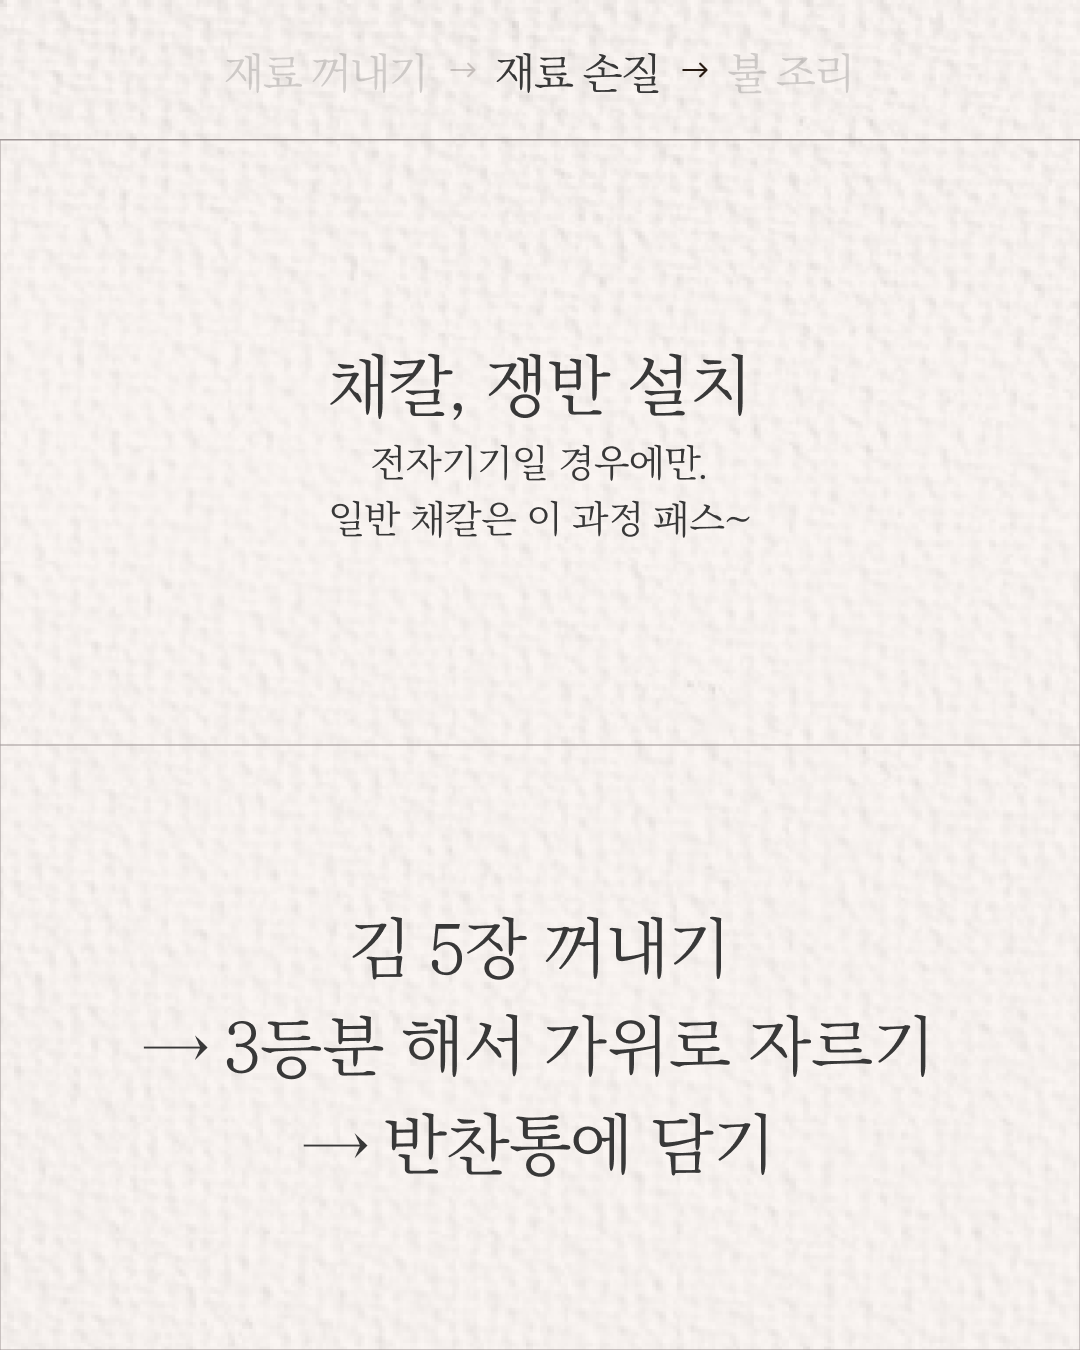 재료 꺼내기 → 재료 손질 → 불 조리
채칼, 쟁반 설치
전자기기일 경우에만.
일반 채칼은 이 과정 패스~
김 5장 꺼내기
→ 3등분 해서 가위로 자르기
→ 반찬통에 담기